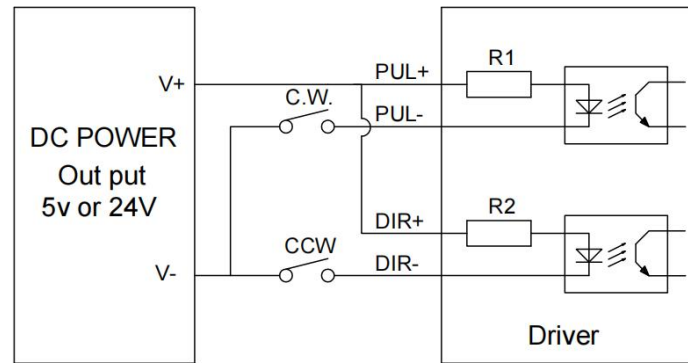 V+
PUL+
R1
C.W.
PUL-
DC POWER
Out put
5v or 24V
DIR+
R2
CCW
V-
DIR-
Driver